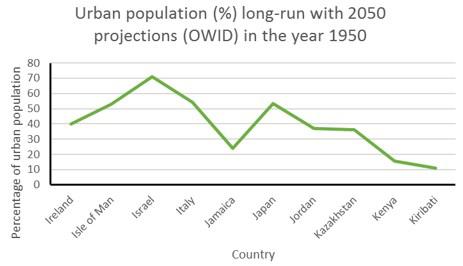 Urban population (%) long-run with 2050
projections (OWID) in the year 1950
Percentage of urban population
80
70
60
50
40
30
20
10
0
Ireland
Isle of Man
Israel
Italy
Jamaica
Japan
Jordan
Kazakhstan
Kenya
Kiribati
Country